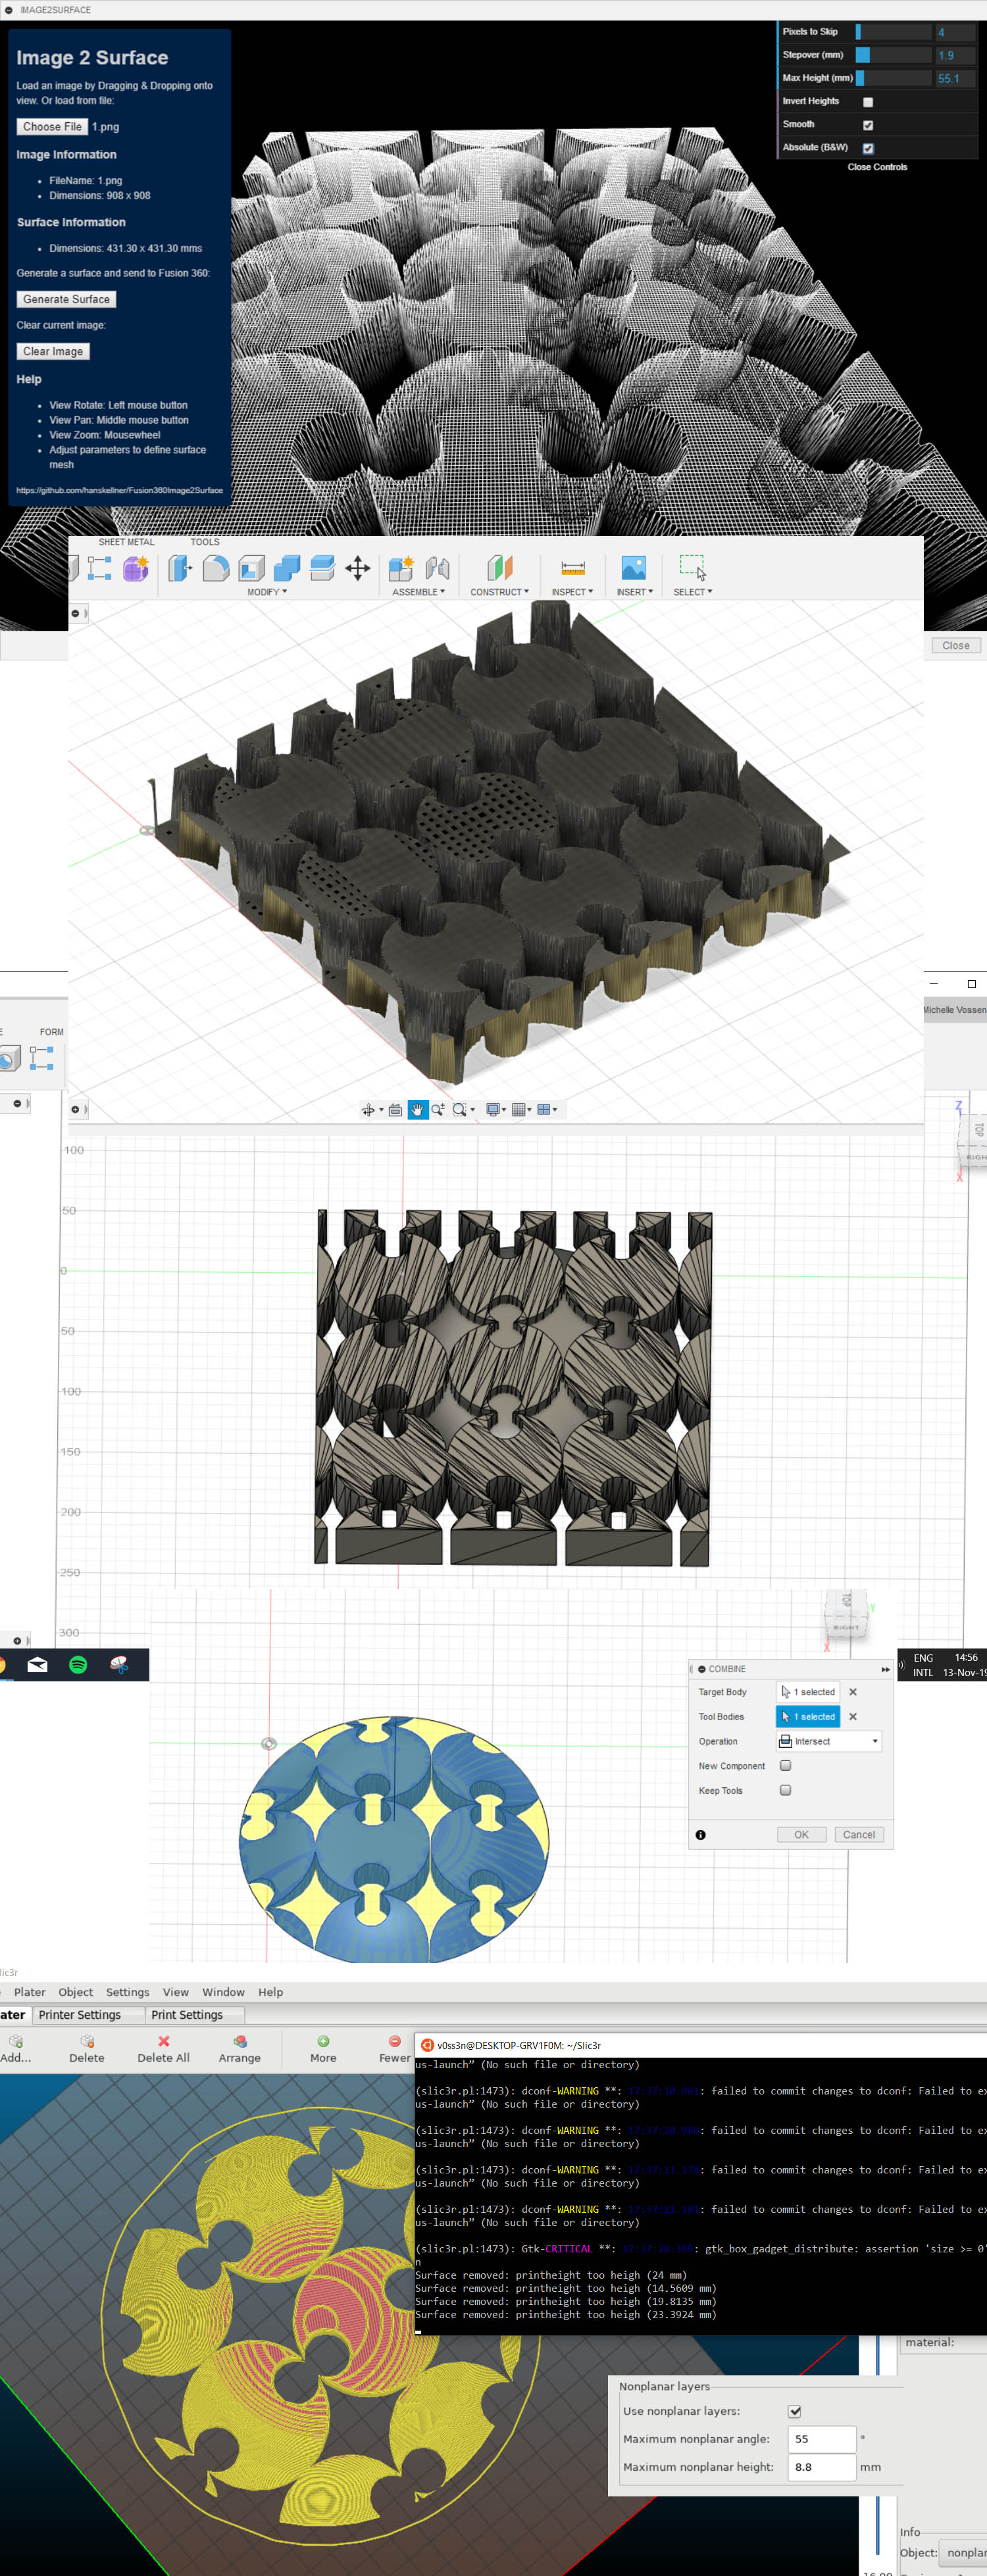 IMAGE2SURFACE
Image 2 Surface
Load an image by Dragging & Dropping onto
view. Or load from file:
Choose File 1.png
Image Information
• FileName: 1.png
• Dimensions: 908 x 908
Surface Information
• Dimensions: 431.30 x 431.30 mms
Generate a surface and send to Fusion 360:
Generate Surface
Clear current image:
Clear Image
Help
• View Rotate: Left mouse button
• View Pan: Middle mouse button
• View Zoom: Mousewheel
• Adjust parameters to define surface
mesh
https://github.com/hanskellner/Fusion360Image2Surface
Pixels to Skip 4
Stepover (mm) 1.9
Max Height (mm) 55.1
Invert Heights
Smooth
Absolute (B&W)
Close Controls
Close
SHEET METAL TOOLS
MODIFY ASSEMBLE CONSTRUCT INSPECT INSERT SELECT
Michelle Vossen
E FORM
Z
TOP
RIGH
X
100
50
0
50
100
150
200
250
300
TOP
RIGHT
Y
X
ENG 14:56
INTL 13-Nov-19
COMBINE
Target Body 1 selected
Tool Bodies 1 selected
Operation Intersect
New Component
Keep Tools
OK Cancel
lic3r
Plater Object Settings View Window Help
ater Printer Settings Print Settings
Add... Delete Delete All Arrange More Fewer
v0ss3n@DESKTOP-GRV1F0M: ~/Slic3r
us-launch” (No such file or directory)
(slic3r.pl:1473): dconf-WARNING **: : failed to commit changes to dconf: Failed to ex
us-launch” (No such file or directory)
(slic3r.pl:1473): dconf-WARNING **: : failed to commit changes to dconf: Failed to ex
us-launch” (No such file or directory)
(slic3r.pl:1473): dconf-WARNING **: : failed to commit changes to dconf: Failed to ex
us-launch” (No such file or directory)
(slic3r.pl:1473): dconf-WARNING **: : failed to commit changes to dconf: Failed to ex
us-launch” (No such file or directory)
(slic3r.pl:1473): Gtk-CRITICAL **: : gtk_box_gadget_distribute: assertion 'size >= 0'
n
Surface removed: printheight too heigh (24 mm)
Surface removed: printheight too heigh (14.5609 mm)
Surface removed: printheight too heigh (19.8135 mm)
Surface removed: printheight too heigh (23.3924 mm)
material:
Nonplanar layers
Use nonplanar layers:
Maximum nonplanar angle: 55 °
Maximum nonplanar height: 8.8 mm
Info
Object: nonplar